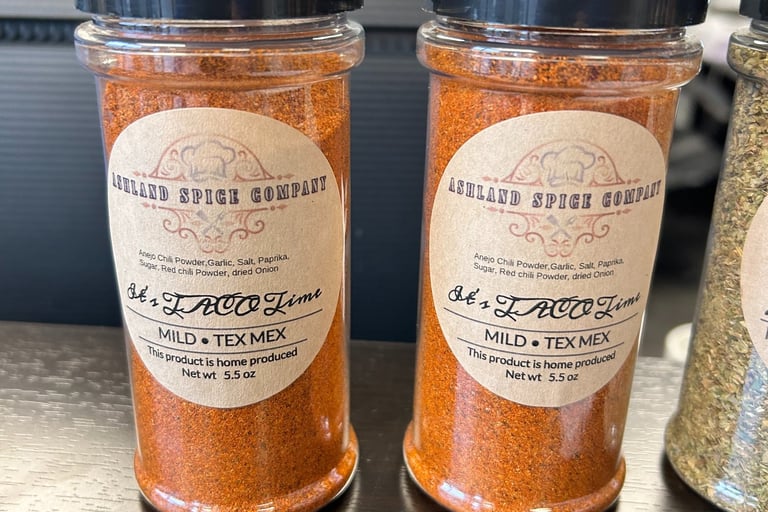 ASHLAND SPICE COMPANY
Anejo Chili Powder,Garlic, Salt, Paprika,
Sugar, Red chili Powder, dried Onion
It's TACO Time
MILD • TEX MEX
This product is home produced
Net wt 5.5 oz
ASHLAND SPICE COMPANY
Anejo Chili Powder,Garlic, Salt, Paprika,
Sugar, Red chili Powder, dried Onion
It's TACO Time
MILD • TEX MEX
This product is home produced
Net wt 5.5 oz